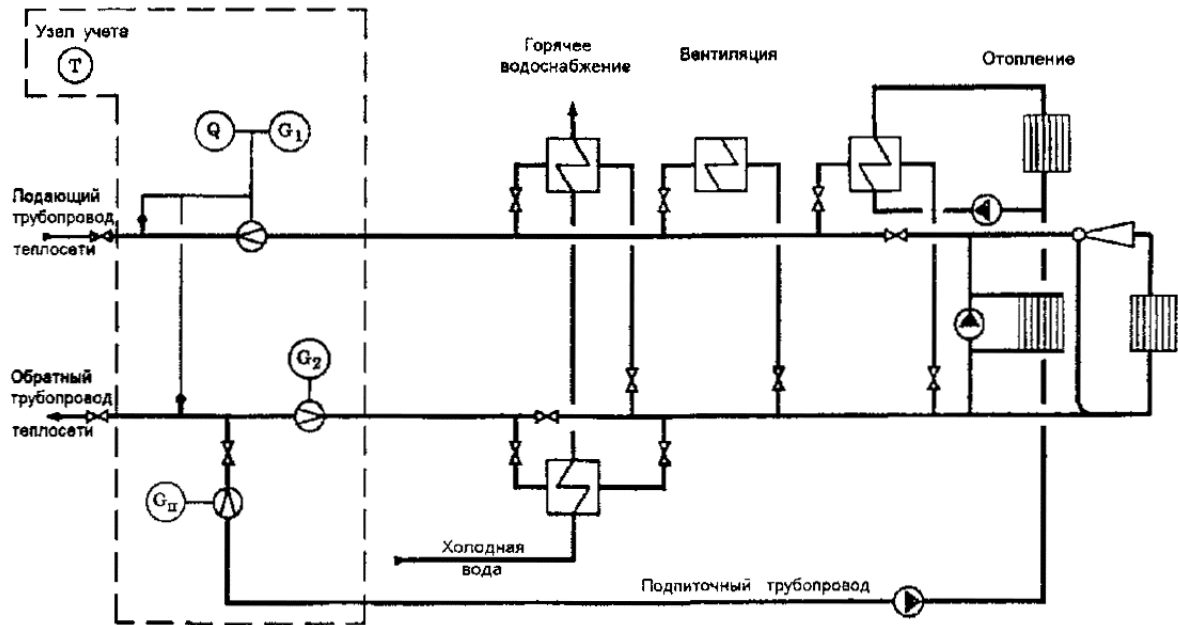 Узел учета
T
Горячее
водоснабжение
Вентиляция
Отопление
Q
G1
Подающий
трубопровод
теплосети
G2
Обратный
трубопровод
теплосети
GП
Холодная
вода
Подпиточный трубопровод